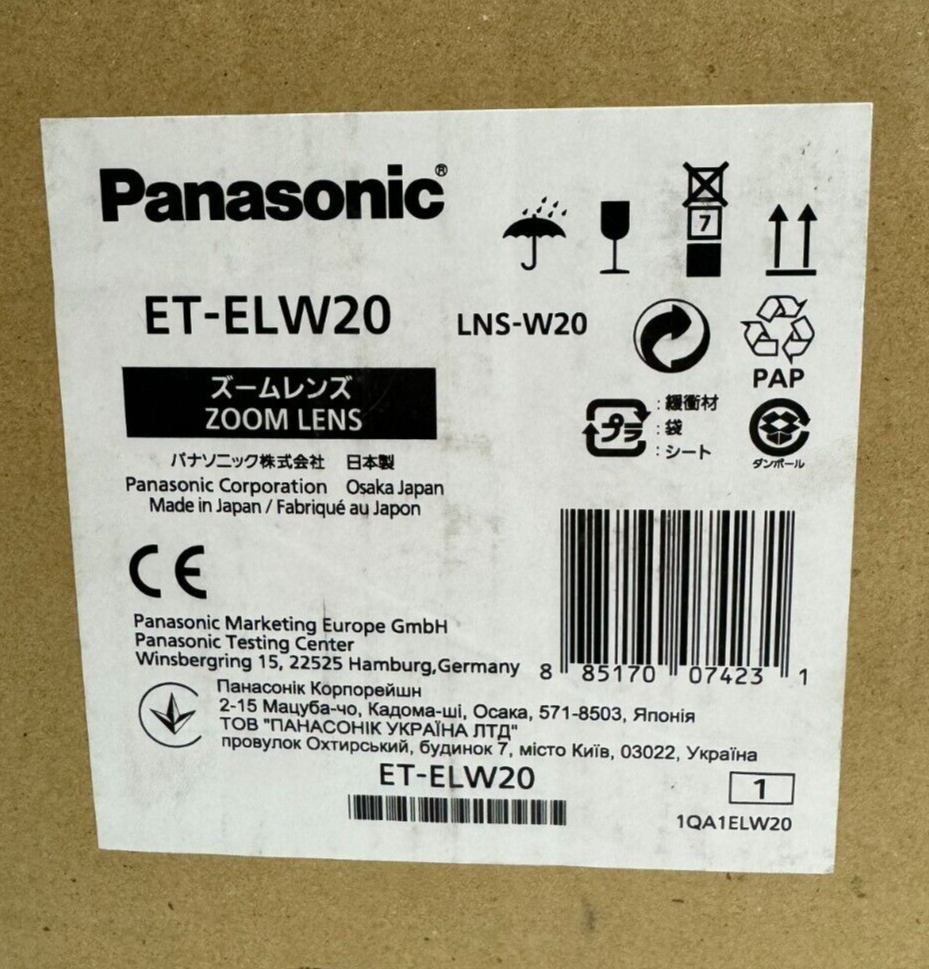 Panasonic®
7
ET-ELW20
LNS-W20
PAP
ズームレンズ
ZOOM LENS
プラ
:緩衝材
:袋
:シート
ダンボール
パナソニック株式会社 日本製
Panasonic Corporation Osaka Japan
Made in Japan / Fabriqué au Japon
CE
Panasonic Marketing Europe GmbH
Panasonic Testing Center
Winsbergring 15, 22525 Hamburg,Germany
8 85170 07423 1
Панасонік Корпорейшн
2-15 Мацуба-чо, Кадома-ші, Осака, 571-8503, Японія
ТОВ "ПАНАСОНІК УКРАЇНА ЛТД"
провулок Охтирський, будинок 7, місто Київ, 03022, Україна
ET-ELW20
1
1QA1ELW20